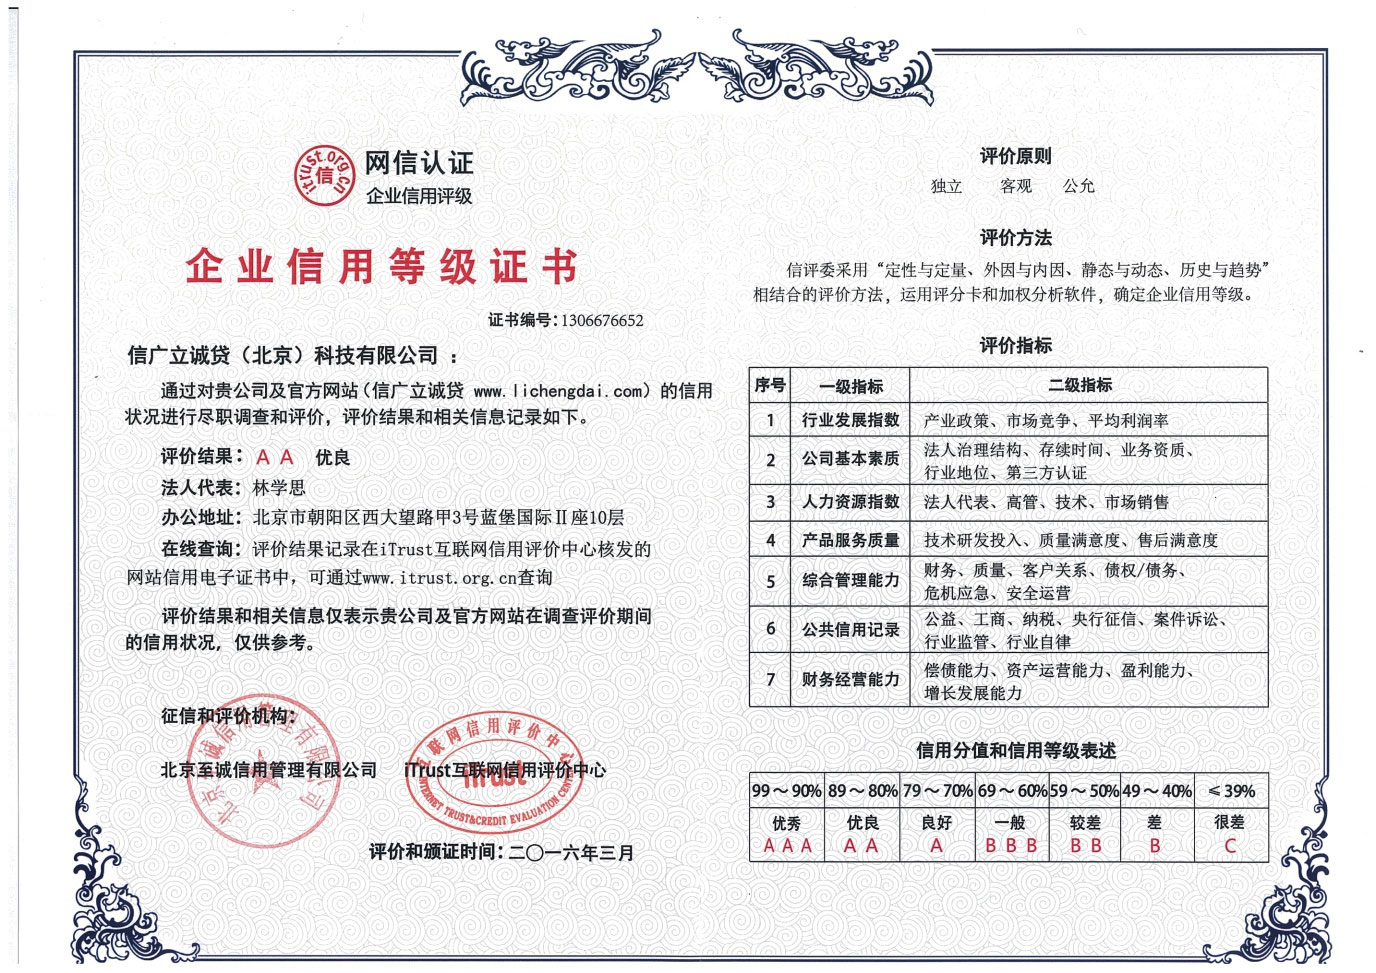 itrust.org.cn
信
网信认证
企业信用评级
企业信用等级证书
证书编号：1306676652
信广立诚贷（北京）科技有限公司 ：
通过对贵公司及官方网站（信广立诚贷 www.lichengdai.com）的信用
状况进行尽职调查和评价，评价结果和相关信息记录如下。
评价结果：AA 优良
法人代表：林学思
办公地址：北京市朝阳区西大望路甲3号蓝堡国际Ⅱ座10层
在线查询：评价结果记录在iTrust互联网信用评价中心核发的
网站信用电子证书中，可通过www.itrust.org.cn查询
评价结果和相关信息仅表示贵公司及官方网站在调查评价期间
的信用状况，仅供参考。
征信和评价机构：
北京至诚信用管理有限公司 iTrust互联网信用评价中心
北京至诚信用管理有限公司
互联网信用评价中心
iTrust
INTERNET TRUST&CREDIT EVALUATION CENTER
评价和颁证时间：二〇一六年三月
评价原则
独立 客观 公允
评价方法
信评委采用“定性与定量、外因与内因、静态与动态、历史与趋势”
相结合的评价方法，运用评分卡和加权分析软件，确定企业信用等级。
评价指标
序号 一级指标 二级指标
1 行业发展指数 产业政策、市场竞争、平均利润率
2 公司基本素质 法人治理结构、存续时间、业务资质、
行业地位、第三方认证
3 人力资源指数 法人代表、高管、技术、市场销售
4 产品服务质量 技术研发投入、质量满意度、售后满意度
5 综合管理能力 财务、质量、客户关系、债权/债务、
危机应急、安全运营
6 公共信用记录 公益、工商、纳税、央行征信、案件诉讼、
行业监管、行业自律
7 财务经营能力 偿债能力、资产运营能力、盈利能力、
增长发展能力
信用分值和信用等级表述
99～90% 89～80% 79～70% 69～60% 59～50% 49～40% ≤39%
优秀 优良 良好 一般 较差 差 很差
AAA AA A BBB BB B C